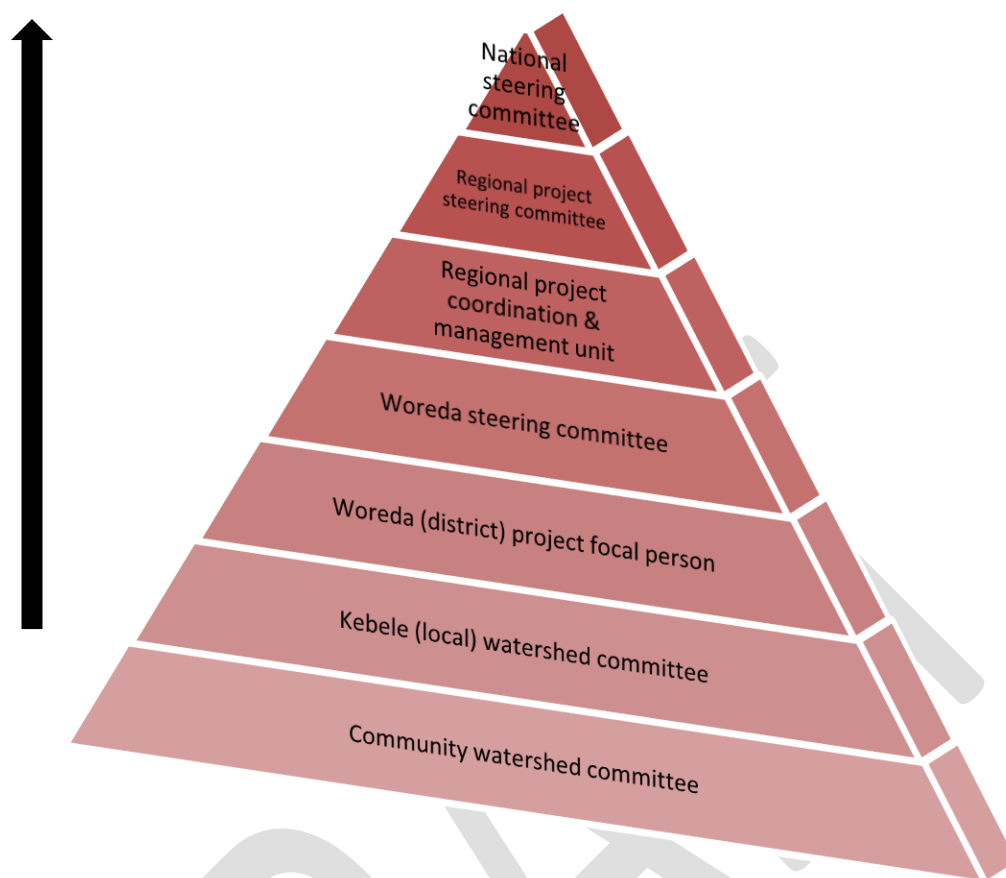 National
steering
committee
Regional project
steering committee
Regional project
coordination &
management unit
Woreda steering committee
Woreda (district) project focal person
Kebele (local) watershed committee
Community watershed committee